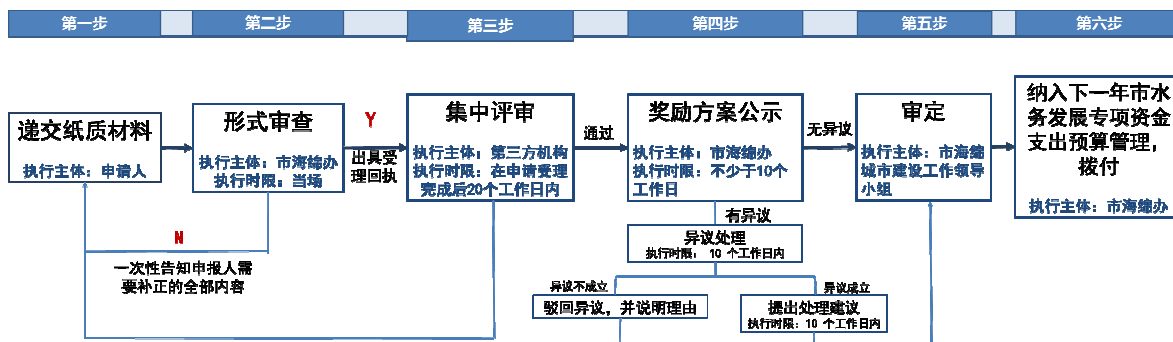 第一步
第二步
第三步
第四步
第五步
第六步
递交纸质材料
执行主体：申请人
形式审查
执行主体：市海绵办
执行时限：当场
Y
出具受
理回执
集中评审
执行主体：第三方机构
执行时限：在申请受理
完成后20个工作日内
通过
奖励方案公示
执行主体：市海绵办
执行时限：不少于10个
工作日
无异议
审定
执行主体：市海绵
城市建设工作领导
小组
纳入下一年市水
务发展专项资金
支出预算管理，
拨付
执行主体：市海绵办
N
一次性告知申报人需
要补正的全部内容
有异议
异议处理
执行时限： 10 个工作日内
异议不成立
驳回异议，并说明理由
异议成立
提出处理建议
执行时限：10 个工作日内